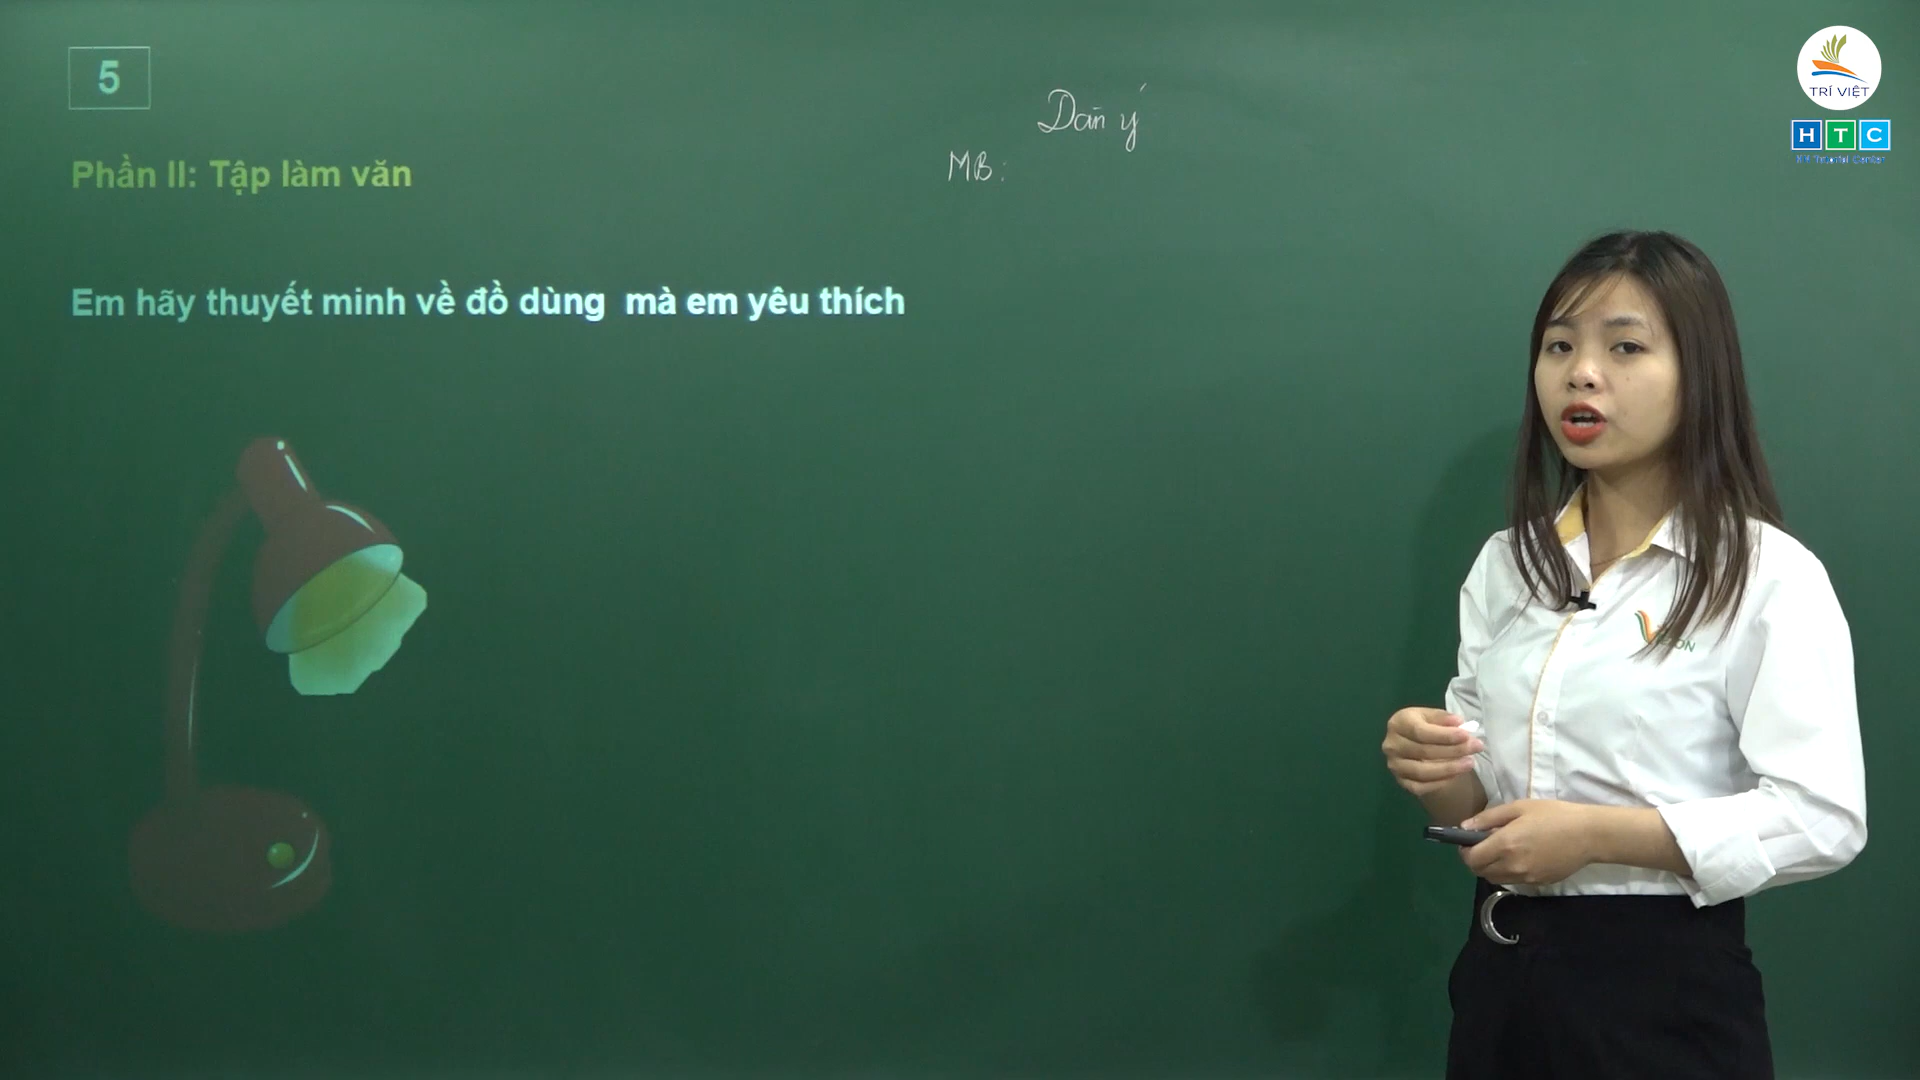 5
Phần II: Tập làm văn
Em hãy thuyết minh về đồ dùng mà em yêu thích
Dàn ý
MB:
TRÍ VIỆT
HTC